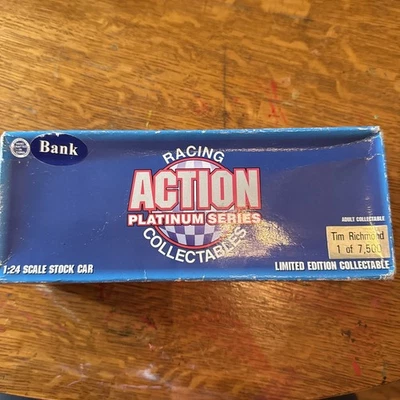 Bank
RACING
ACTION
PLATINUM SERIES
COLLECTABLES
ADULT COLLECTABLE
Tim Richmond
1 of 7,500
1:24 SCALE STOCK CAR
LIMITED EDITION COLLECTABLE